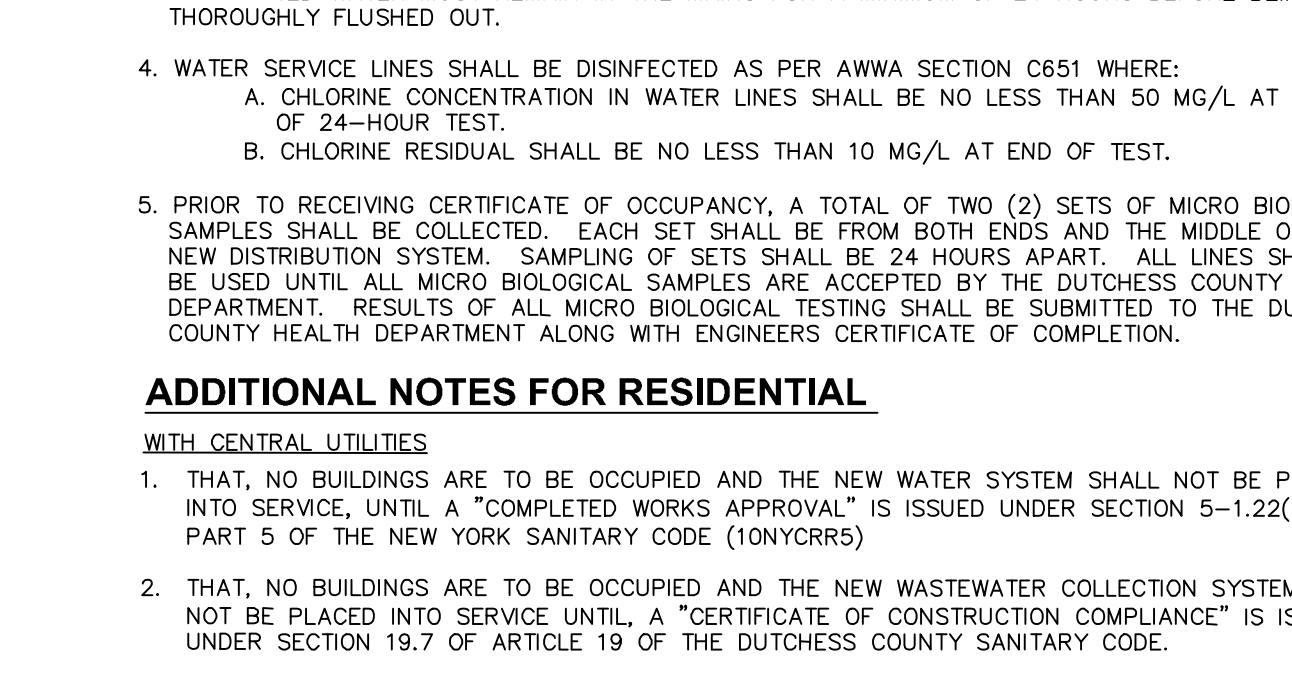 THOROUGHLY FLUSHED OUT.
4. WATER SERVICE LINES SHALL BE DISINFECTED AS PER AWWA SECTION C651 WHERE:
A. CHLORINE CONCENTRATION IN WATER LINES SHALL BE NO LESS THAN 50 MG/L AT
OF 24-HOUR TEST.
B. CHLORINE RESIDUAL SHALL BE NO LESS THAN 10 MG/L AT END OF TEST.
5. PRIOR TO RECEIVING CERTIFICATE OF OCCUPANCY, A TOTAL OF TWO (2) SETS OF MICRO BIO
SAMPLES SHALL BE COLLECTED. EACH SET SHALL BE FROM BOTH ENDS AND THE MIDDLE O
NEW DISTRIBUTION SYSTEM. SAMPLING OF SETS SHALL BE 24 HOURS APART. ALL LINES SH
BE USED UNTIL ALL MICRO BIOLOGICAL SAMPLES ARE ACCEPTED BY THE DUTCHESS COUNTY
DEPARTMENT. RESULTS OF ALL MICRO BIOLOGICAL TESTING SHALL BE SUBMITTED TO THE DU
COUNTY HEALTH DEPARTMENT ALONG WITH ENGINEERS CERTIFICATE OF COMPLETION.
ADDITIONAL NOTES FOR RESIDENTIAL
WITH CENTRAL UTILITIES
1. THAT, NO BUILDINGS ARE TO BE OCCUPIED AND THE NEW WATER SYSTEM SHALL NOT BE P
INTO SERVICE, UNTIL A "COMPLETED WORKS APPROVAL" IS ISSUED UNDER SECTION 5-1.22(
PART 5 OF THE NEW YORK SANITARY CODE (10NYCRR5)
2. THAT, NO BUILDINGS ARE TO BE OCCUPIED AND THE NEW WASTEWATER COLLECTION SYSTEM
NOT BE PLACED INTO SERVICE UNTIL, A "CERTIFICATE OF CONSTRUCTION COMPLIANCE" IS IS
UNDER SECTION 19.7 OF ARTICLE 19 OF THE DUTCHESS COUNTY SANITARY CODE.